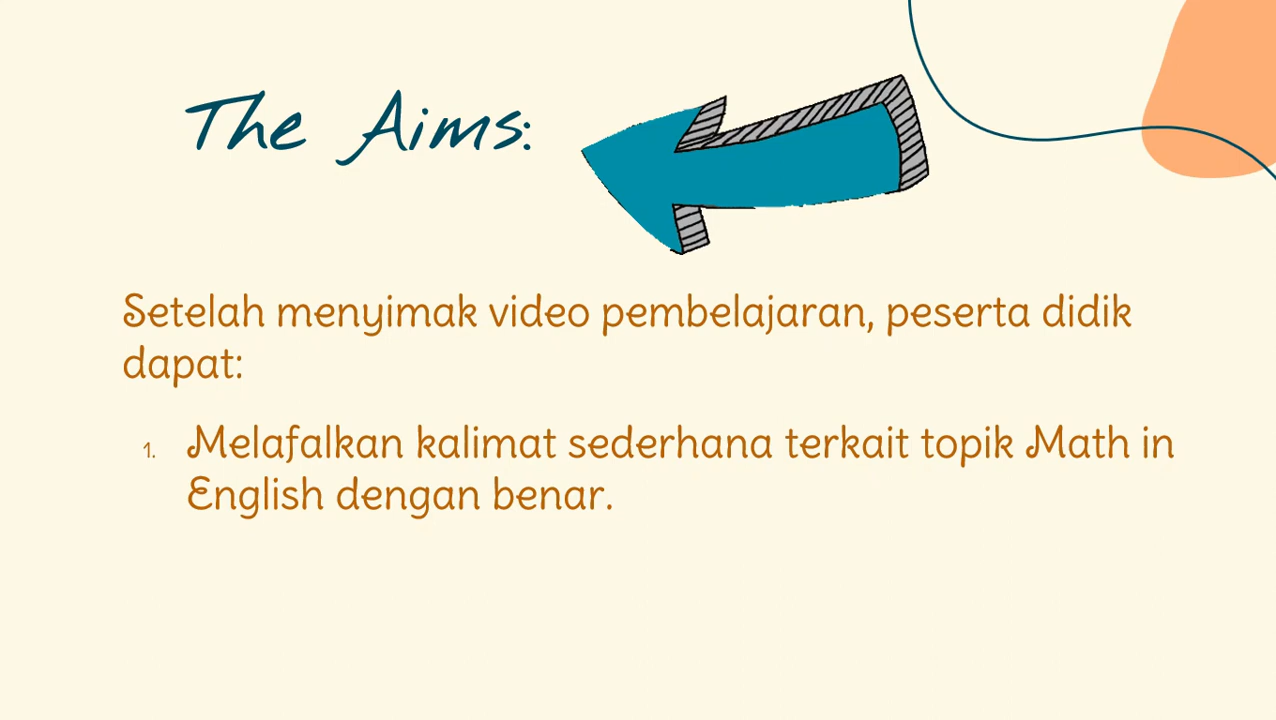 The Aims:
Setelah menyimak video pembelajaran, peserta didik
dapat:
1. Melafalkan kalimat sederhana terkait topik Math in
English dengan benar.